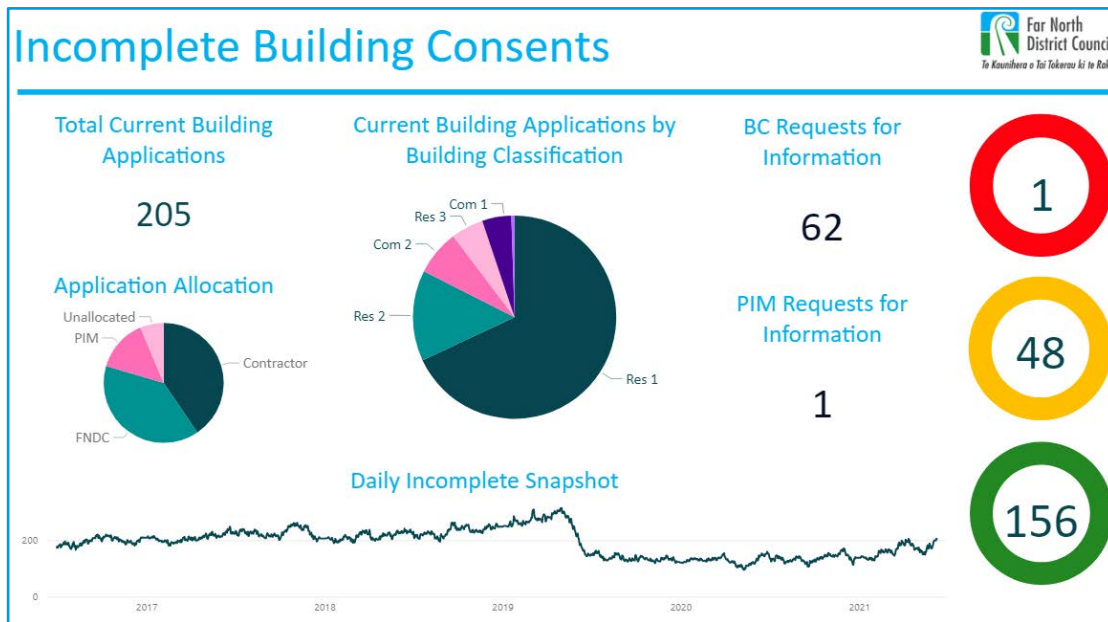 Incomplete Building Consents
Far North
District Council
Te Kaunihera o Tai Tokerau ki te Raki
Total Current Building
Applications
205
Current Building Applications by
Building Classification
Com 1
Res 3
Com 2
Res 2
Res 1
BC Requests for
Information
62
1
Application Allocation
Unallocated
PIM
Contractor
FNDC
PIM Requests for
Information
1
48
Daily Incomplete Snapshot
200
0
2017
2018
2019
2020
2021
156